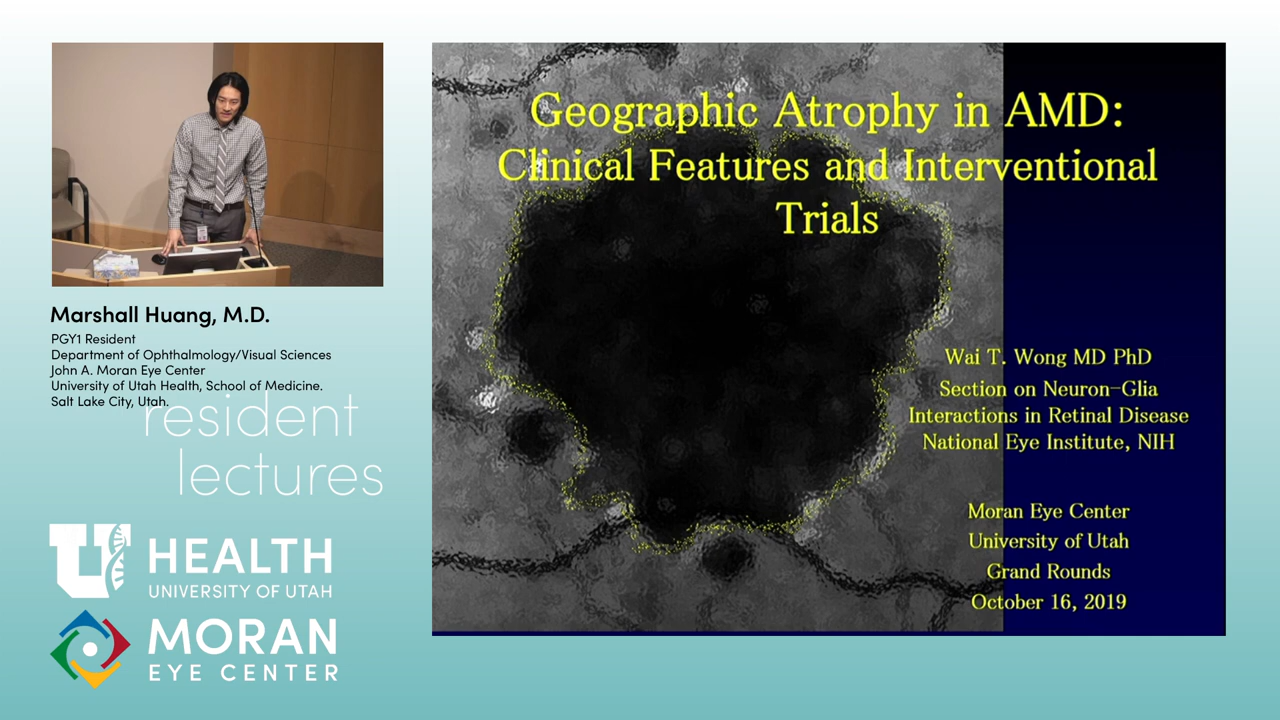 Marshall Huang, M.D.
PGY1 Resident
Department of Ophthalmology/Visual Sciences
John A. Moran Eye Center
University of Utah Health, School of Medicine.
Salt Lake City, Utah.
resident
lectures
U HEALTH
UNIVERSITY OF UTAH
MORAN
EYE CENTER
Geographic Atrophy in AMD:
Clinical Features and Interventional
Trials
Wai T. Wong MD PhD
Section on Neuron-Glia
Interactions in Retinal Disease
National Eye Institute, NIH
Moran Eye Center
University of Utah
Grand Rounds
October 16, 2019